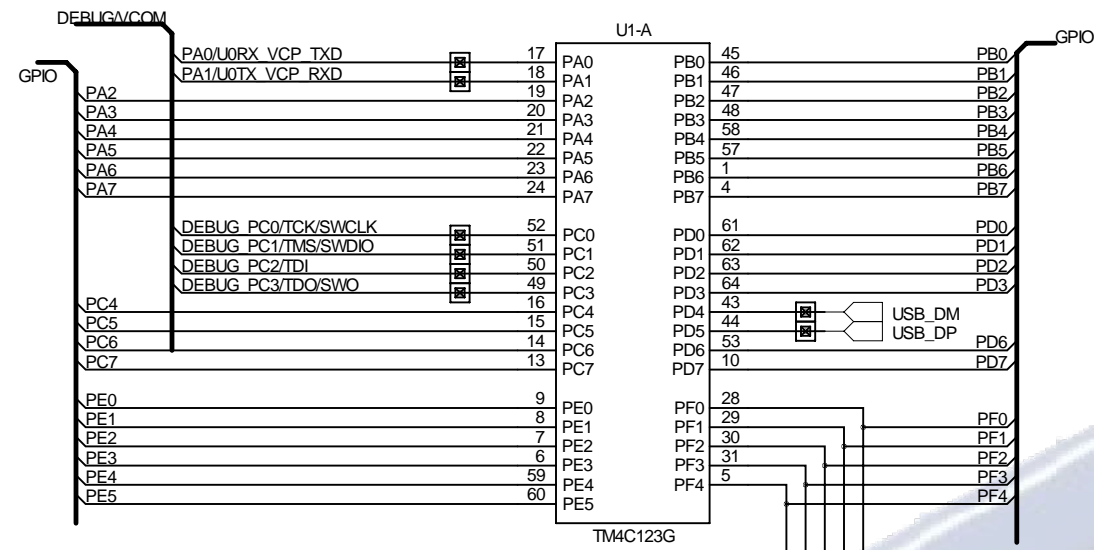 DEBUG/VCOM
U1-A
GPIO
GPIO
PA0/U0RX VCP_TXD 17 PA0 PB0 45 PB0
PA1/U0TX VCP_RXD 18 PA1 PB1 46 PB1
PA2 19 PA2 PB2 47 PB2
PA3 20 PA3 PB3 48 PB3
PA4 21 PA4 PB4 58 PB4
PA5 22 PA5 PB5 57 PB5
PA6 23 PA6 PB6 1 PB6
PA7 24 PA7 PB7 4 PB7
DEBUG_PC0/TCK/SWCLK 52 PC0 PD0 61 PD0
DEBUG_PC1/TMS/SWDIO 51 PC1 PD1 62 PD1
DEBUG_PC2/TDI 50 PC2 PD2 63 PD2
DEBUG_PC3/TDO/SWO 49 PC3 PD3 64 PD3
PC4 16 PC4 PD4 43 USB_DM
PC5 15 PC5 PD5 44 USB_DP
PC6 14 PC6 PD6 53 PD6
PC7 13 PC7 PD7 10 PD7
PE0 9 PE0 PF0 28
PE1 8 PE1 PF1 29 PF0
PE2 7 PE2 PF2 30 PF1
PE3 6 PE3 PF3 31 PF2
PE4 59 PE4 PF4 5 PF3
PE5 60 PE5 PF4
TM4C123G